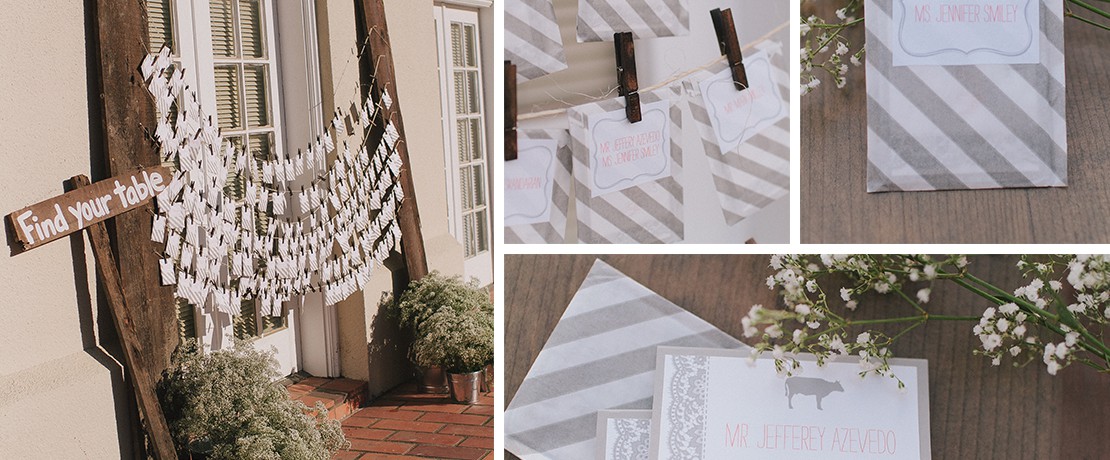 Find your table
MR. JEFFEREY AZEVEDO
MS. JENNIFER SMILEY
MS. JENNIFER SMILEY
MR. JEFFEREY AZEVEDO